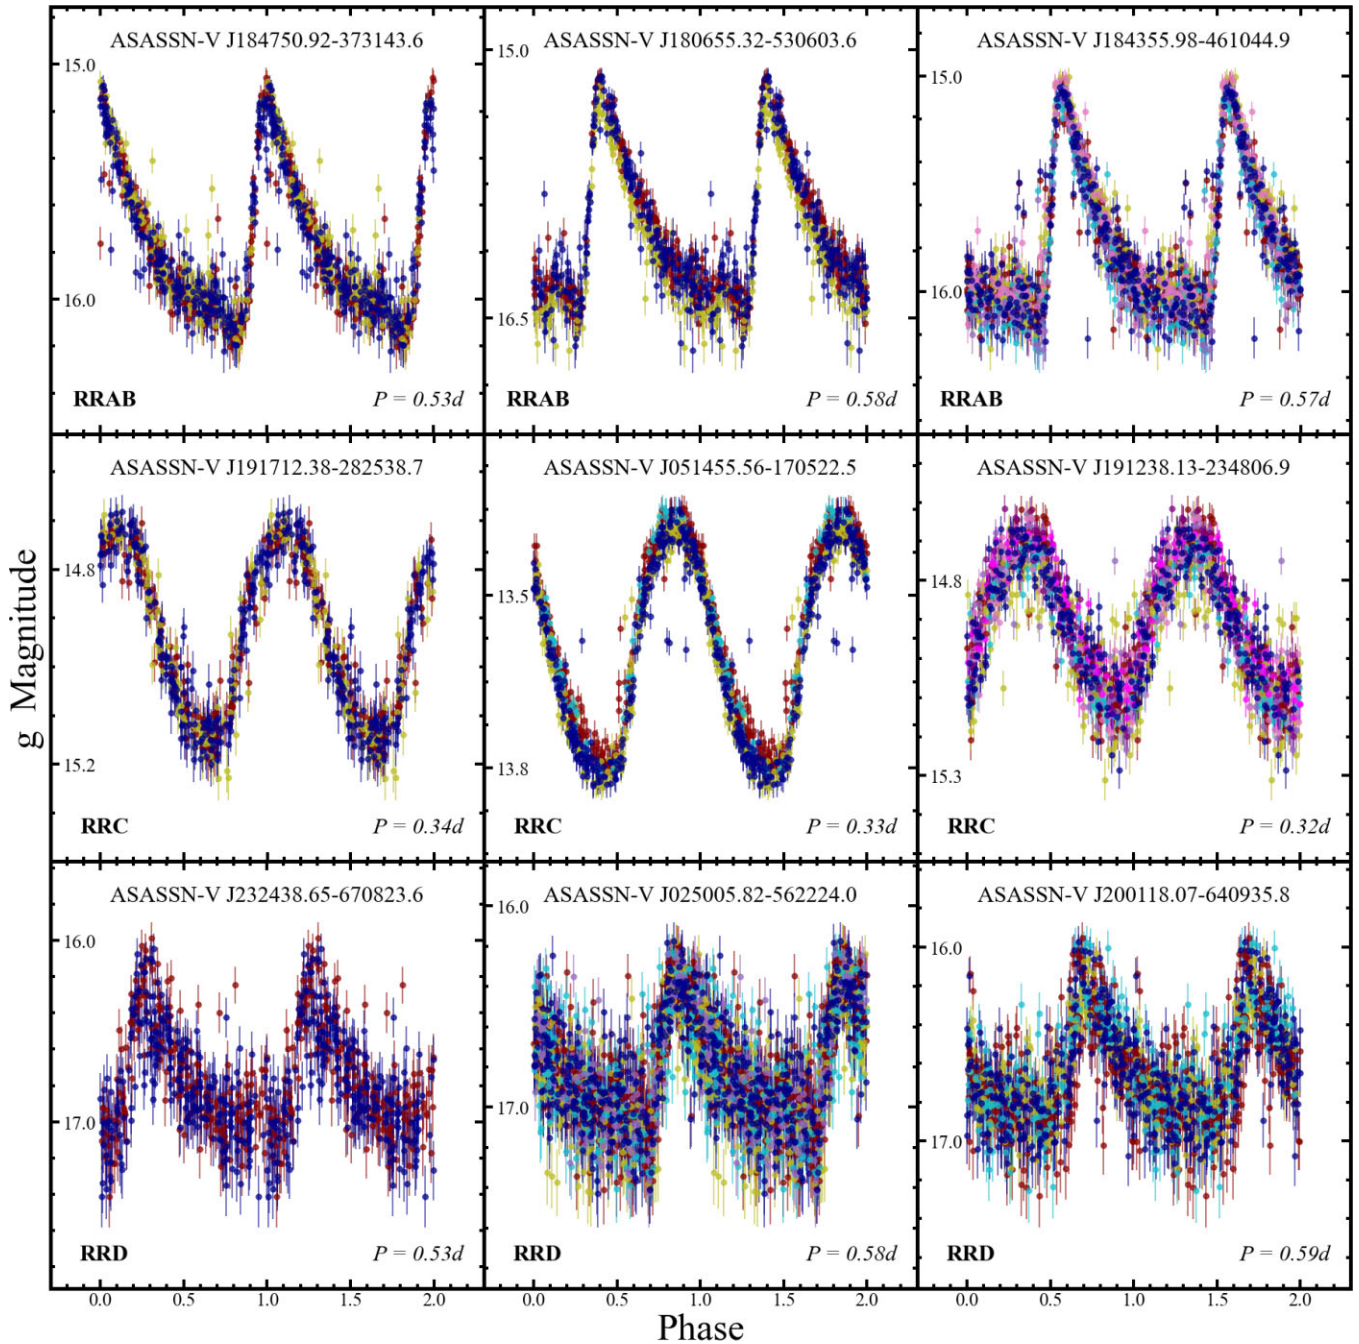 ASASSN-V J184750.92-373143.6
ASASSN-V J180655.32-530603.6
ASASSN-V J184355.98-461044.9
15.0
16.0
15.0
16.5
15.0
16.0
RRAB
P = 0.53d
RRAB
P = 0.58d
RRAB
P = 0.57d
ASASSN-V J191712.38-282538.7
ASASSN-V J051455.56-170522.5
ASASSN-V J191238.13-234806.9
14.8
15.2
13.5
13.8
14.8
15.3
g Magnitude
RRC
P = 0.34d
RRC
P = 0.33d
RRC
P = 0.32d
ASASSN-V J232438.65-670823.6
ASASSN-V J025005.82-562224.0
ASASSN-V J200118.07-640935.8
16.0
17.0
16.0
17.0
16.0
17.0
RRD
P = 0.53d
RRD
P = 0.58d
RRD
P = 0.59d
0.0 0.5 1.0 1.5 2.0
0.0 0.5 1.0 1.5 2.0
0.0 0.5 1.0 1.5 2.0
Phase